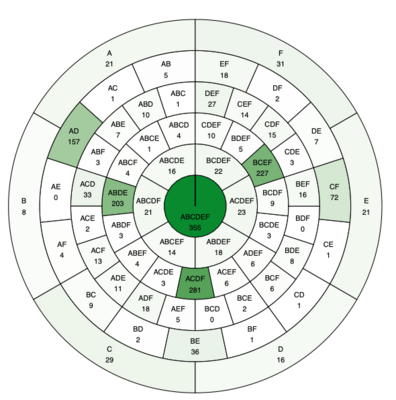 A
21
F
31
AB
5
EF
18
AC
1
DF
2
ABC
1
DEF
27
ABD
10
CEF
14
AD
157
ABE
7
ABCD
4
CDEF
10
CDF
15
DE
7
ABCE
1
BDEF
5
ABF
3
ABCF
4
ABCDE
16
BCDEF
22
BCEF
227
CDE
3
AE
0
ACD
33
ABDE
203
ABCDF
21
ABCDEF
355
ACDEF
23
BCDF
9
BEF
16
CF
72
B
8
E
21
ACE
2
ABDF
3
BCDE
3
BDF
0
AF
4
ACF
13
ABEF
4
ABCEF
14
ABDEF
18
ADEF
6
BDE
8
CE
1
ACDE
3
ACDF
281
ACEF
6
BC
9
ADE
11
ADF
18
AEF
5
BCD
0
BCE
2
BCF
6
CD
1
BD
2
BE
36
BF
1
C
29
D
16